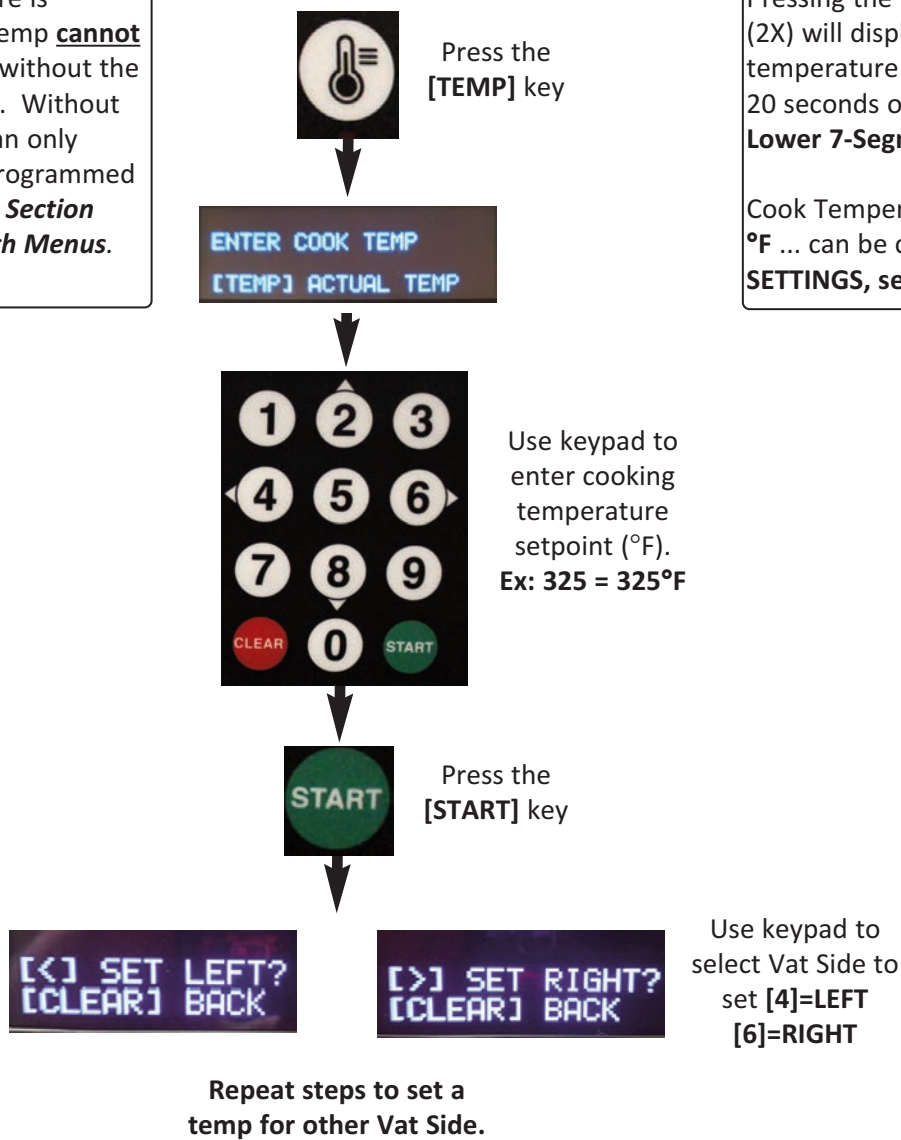 re is
emp cannot
without the
. Without
an only
rogrammed
Section
th Menus.
Pressing the
(2X) will displ
temperature
20 seconds o
Lower 7-Segr
Cook Temper
°F ... can be c
SETTINGS, se
Press the
[TEMP] key
ENTER COOK TEMP
[TEMP] ACTUAL TEMP
1 2 3
4 5 6
7 8 9
CLEAR 0 START
Use keypad to
enter cooking
temperature
setpoint (°F).
Ex: 325 = 325°F
START
Press the
[START] key
[<] SET LEFT?
[CLEAR] BACK
[>] SET RIGHT?
[CLEAR] BACK
Use keypad to
select Vat Side to
set [4]=LEFT
[6]=RIGHT
Repeat steps to set a
temp for other Vat Side.